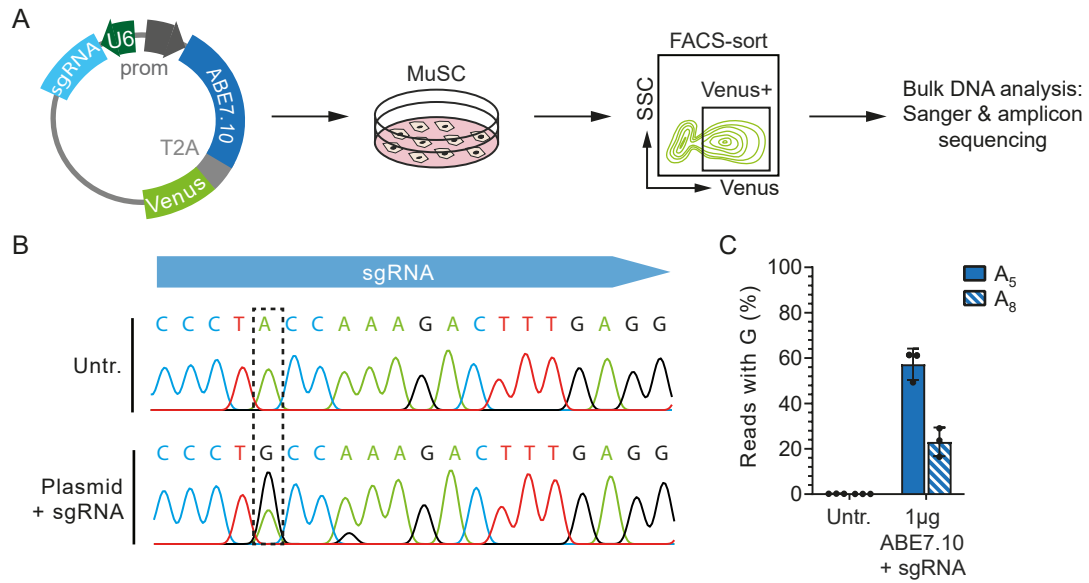 A
sgRNA
U6
prom
ABE7.10
T2A
Venus
MuSC
FACS-sort
SSC
Venus+
Venus
Bulk DNA analysis:
Sanger & amplicon
sequencing
B
sgRNA
C C C T A C C A A A G A C T T T G A G G
Untr.
C C C T G C C A A A G A C T T T G A G G
Plasmid
+ sgRNA
C
A5
A8
Reads with G (%)
100
80
60
40
20
0
Untr.
1µg
ABE7.10
+ sgRNA